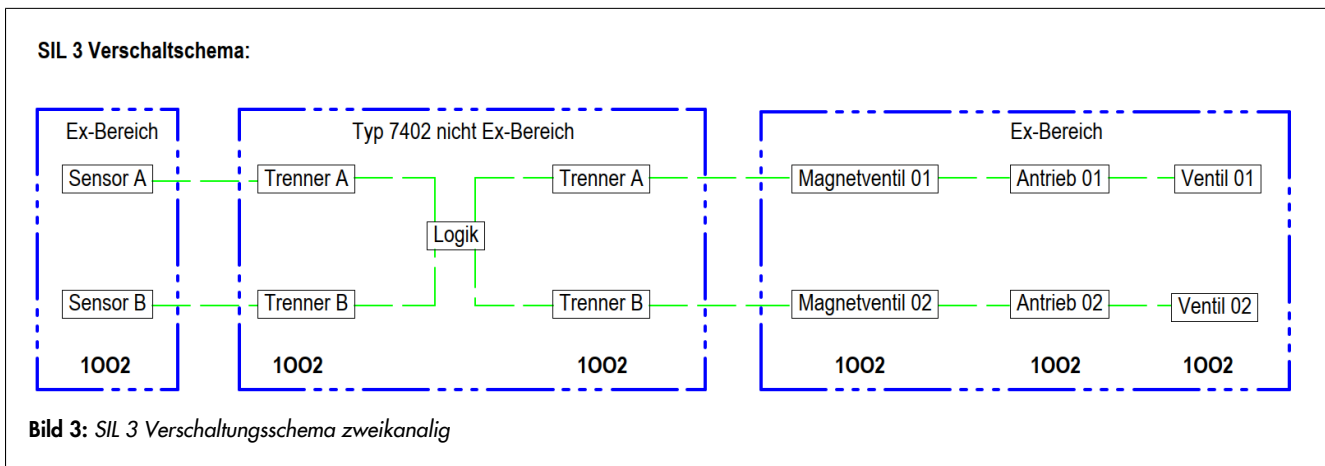 SIL 3 Verschaltschema:
Ex-Bereich
Typ 7402 nicht Ex-Bereich
Ex-Bereich
Sensor A
Trenner A
Trenner A
Magnetventil 01
Antrieb 01
Ventil 01
Logik
Sensor B
Trenner B
Trenner B
Magnetventil 02
Antrieb 02
Ventil 02
1OO2
1OO2
1OO2
1OO2
1OO2
1OO2
Bild 3: SIL 3 Verschaltungsschema zweikanalig